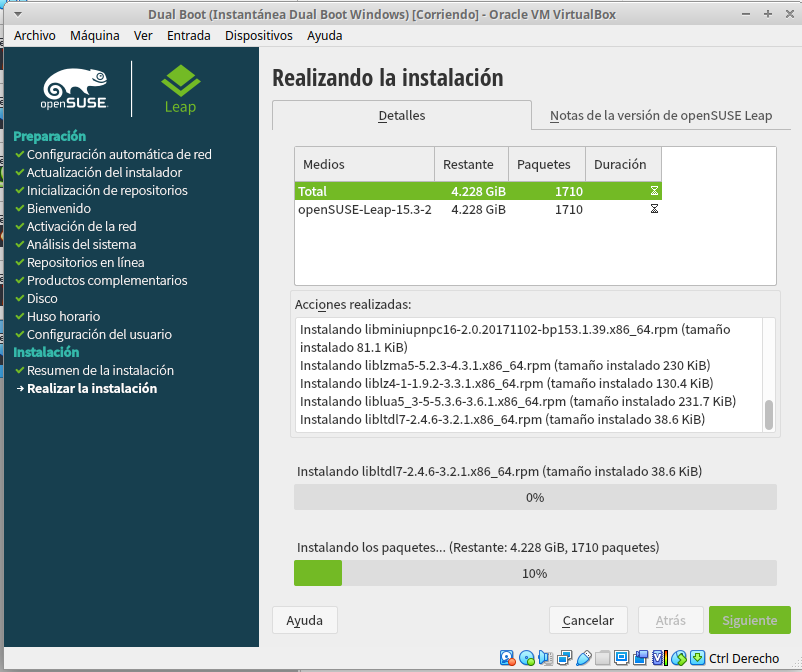 Dual Boot (Instantánea Dual Boot Windows) [Corriendo] - Oracle VM VirtualBox
Archivo Máquina Ver Entrada Dispositivos Ayuda
openSUSE
Leap
Preparación
Configuración automática de red
Actualización del instalador
Inicialización de repositorios
Bienvenido
Activación de la red
Análisis del sistema
Repositorios en línea
Productos complementarios
Disco
Huso horario
Configuración del usuario
Instalación
Resumen de la instalación
Realizar la instalación
Realizando la instalación
Detalles Notas de la versión de openSUSE Leap
Medios Restante Paquetes Duración
Total 4.228 GiB 1710
openSUSE-Leap-15.3-2 4.228 GiB 1710
Acciones realizadas:
Instalando libminiupnpc16-2.0.20171102-bp153.1.39.x86_64.rpm (tamaño
instalado 81.1 KiB)
Instalando liblzma5-5.2.3-4.3.1.x86_64.rpm (tamaño instalado 230 KiB)
Instalando liblz4-1-1.9.2-3.3.1.x86_64.rpm (tamaño instalado 130.4 KiB)
Instalando liblua5_3-5-5.3.6-3.6.1.x86_64.rpm (tamaño instalado 231.7 KiB)
Instalando libltdl7-2.4.6-3.2.1.x86_64.rpm (tamaño instalado 38.6 KiB)
Instalando libltdl7-2.4.6-3.2.1.x86_64.rpm (tamaño instalado 38.6 KiB)
0%
Instalando los paquetes... (Restante: 4.228 GiB, 1710 paquetes)
10%
Ayuda Cancelar Atrás Siguiente
Ctrl Derecho